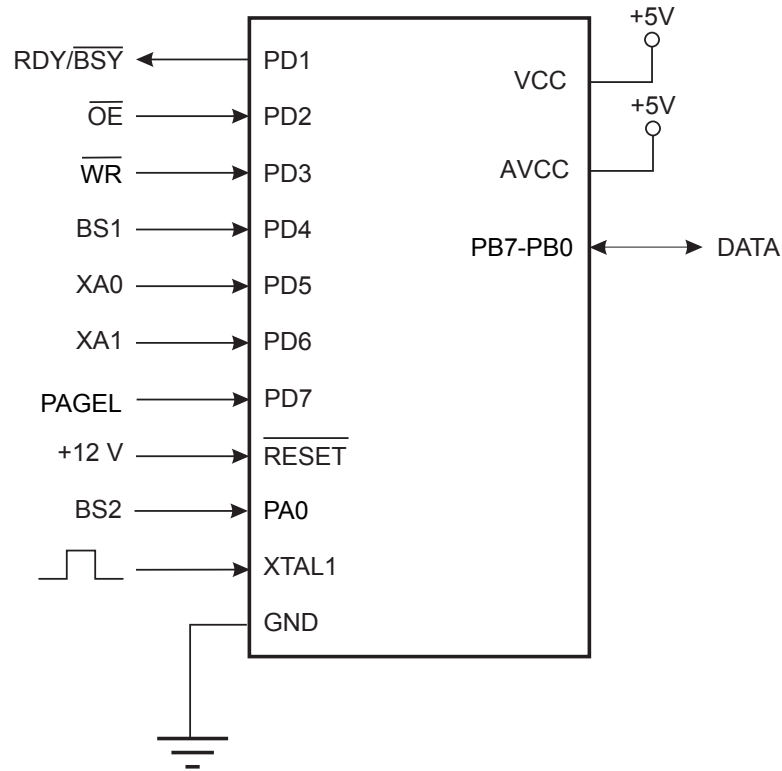 +5V
RDY/BSY PD1
VCC
OE PD2
+5V
WR PD3 AVCC
BS1 PD4
PB7-PB0 DATA
XA0 PD5
XA1 PD6
PAGEL PD7
+12 V RESET
BS2 PA0
XTAL1
GND